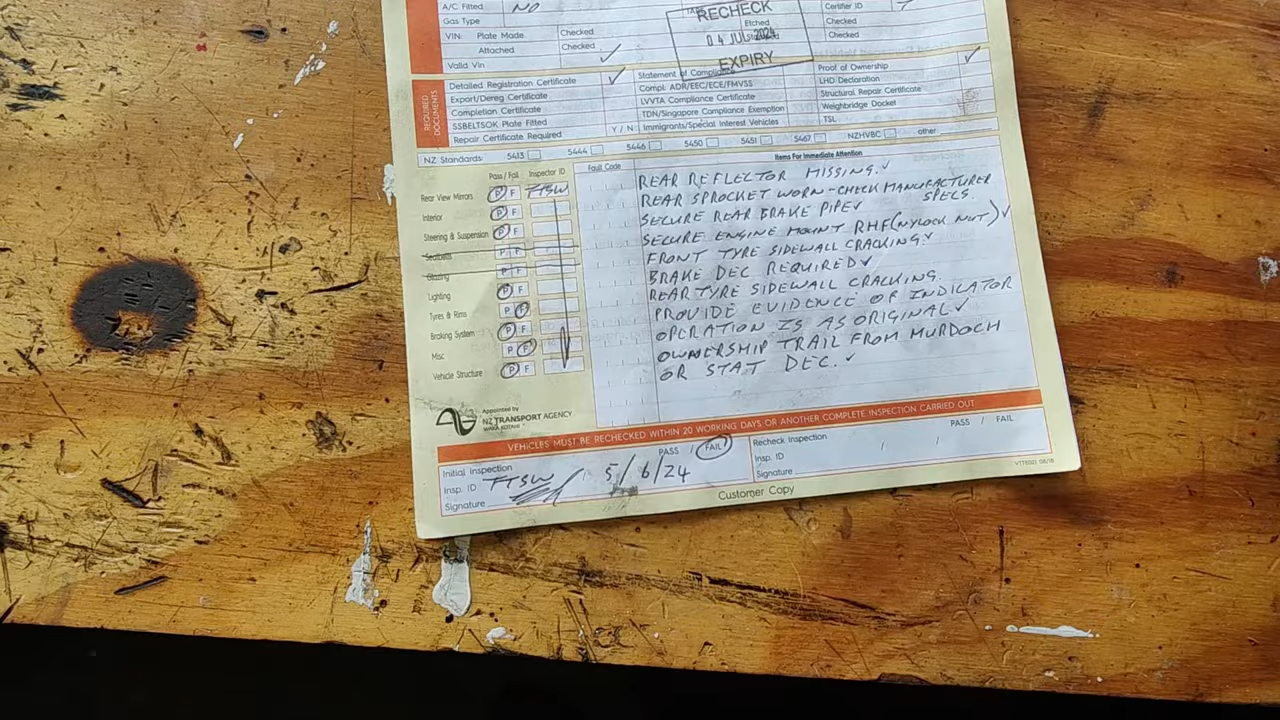 A/C Fitted NO
Gas Type
VIN: Plate Made Checked
Attached Checked ✓
Valid Vin
RECHECK
Etched
04 JUL 2024
EXPIRY
Certifier ID
Checked
Checked
REQUIRED DOCUMENTS
Detailed Registration Certificate ✓ Statement of Compliance Proof of Ownership ✓
Export/Dereg Certificate Compl. ADR/EEC/ECE/FMVSS LHD Declaration
Completion Certificate LVVTA Compliance Certificate Structural Repair Certificate
SSBELTSOK Plate Fitted TDN/Singapore Compliance Exemption Weighbridge Docket
Repair Certificate Required Y / N Immigrants/Special Interest Vehicles TSL
NZ Standards: 5413 5444 5446 5450 5451 5467 NZHVBC other
Pass / Fail Inspector ID Fault Code Items For Immediate Attention
Rear View Mirrors P F FTSW
Interior P F
Steering & Suspension P F
Seatbelts P F
Glazing P F
Lighting P F
Tyres & Rims P F
Braking System P F
Misc P F
Vehicle Structure P F
REAR REFLECTOR MISSING. ✓
REAR SPROCKET WORN - CHECK MANUFACTURER
SPECS.
SECURE REAR BRAKE PIPE ✓
SECURE ENGINE MOUNT RHF (NYLOCK NUT) ✓
FRONT TYRE SIDEWALL CRACKING. ✓
BRAKE DEC REQUIRED ✓
REAR TYRE SIDEWALL CRACKING.
PROVIDE EVIDENCE OF INDICATOR
OPERATION IS AS ORIGINAL ✓
OWNERSHIP TRAIL FROM MURDOCH
OR STAT DEC. ✓
Appointed by
NZ TRANSPORT AGENCY
WAKA KOTAHI
VEHICLES MUST BE RECHECKED WITHIN 20 WORKING DAYS OR ANOTHER COMPLETE INSPECTION CARRIED OUT
Initial Inspection PASS / FAIL
Insp. ID FTSW 5/6/24
Signature
Recheck Inspection PASS / FAIL
Insp. ID / /
Signature
Customer Copy
VTT6021 08/18